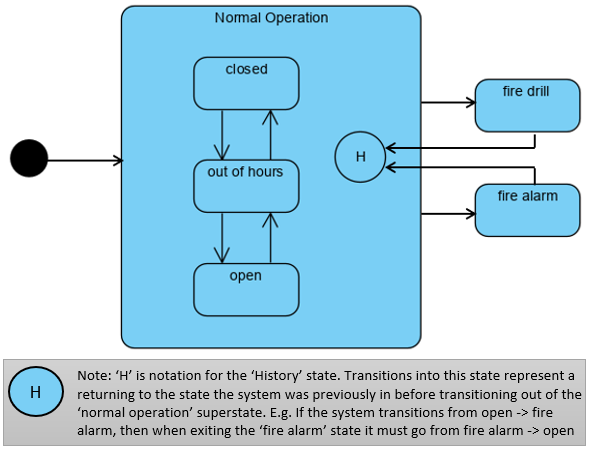 Normal Operation
closed
fire drill
H
out of hours
fire alarm
open
H
Note: ‘H’ is notation for the ‘History’ state. Transitions into this state represent a
returning to the state the system was previously in before transitioning out of the
‘normal operation’ superstate. E.g. If the system transitions from open -> fire
alarm, then when exiting the ‘fire alarm’ state it must go from fire alarm -> open